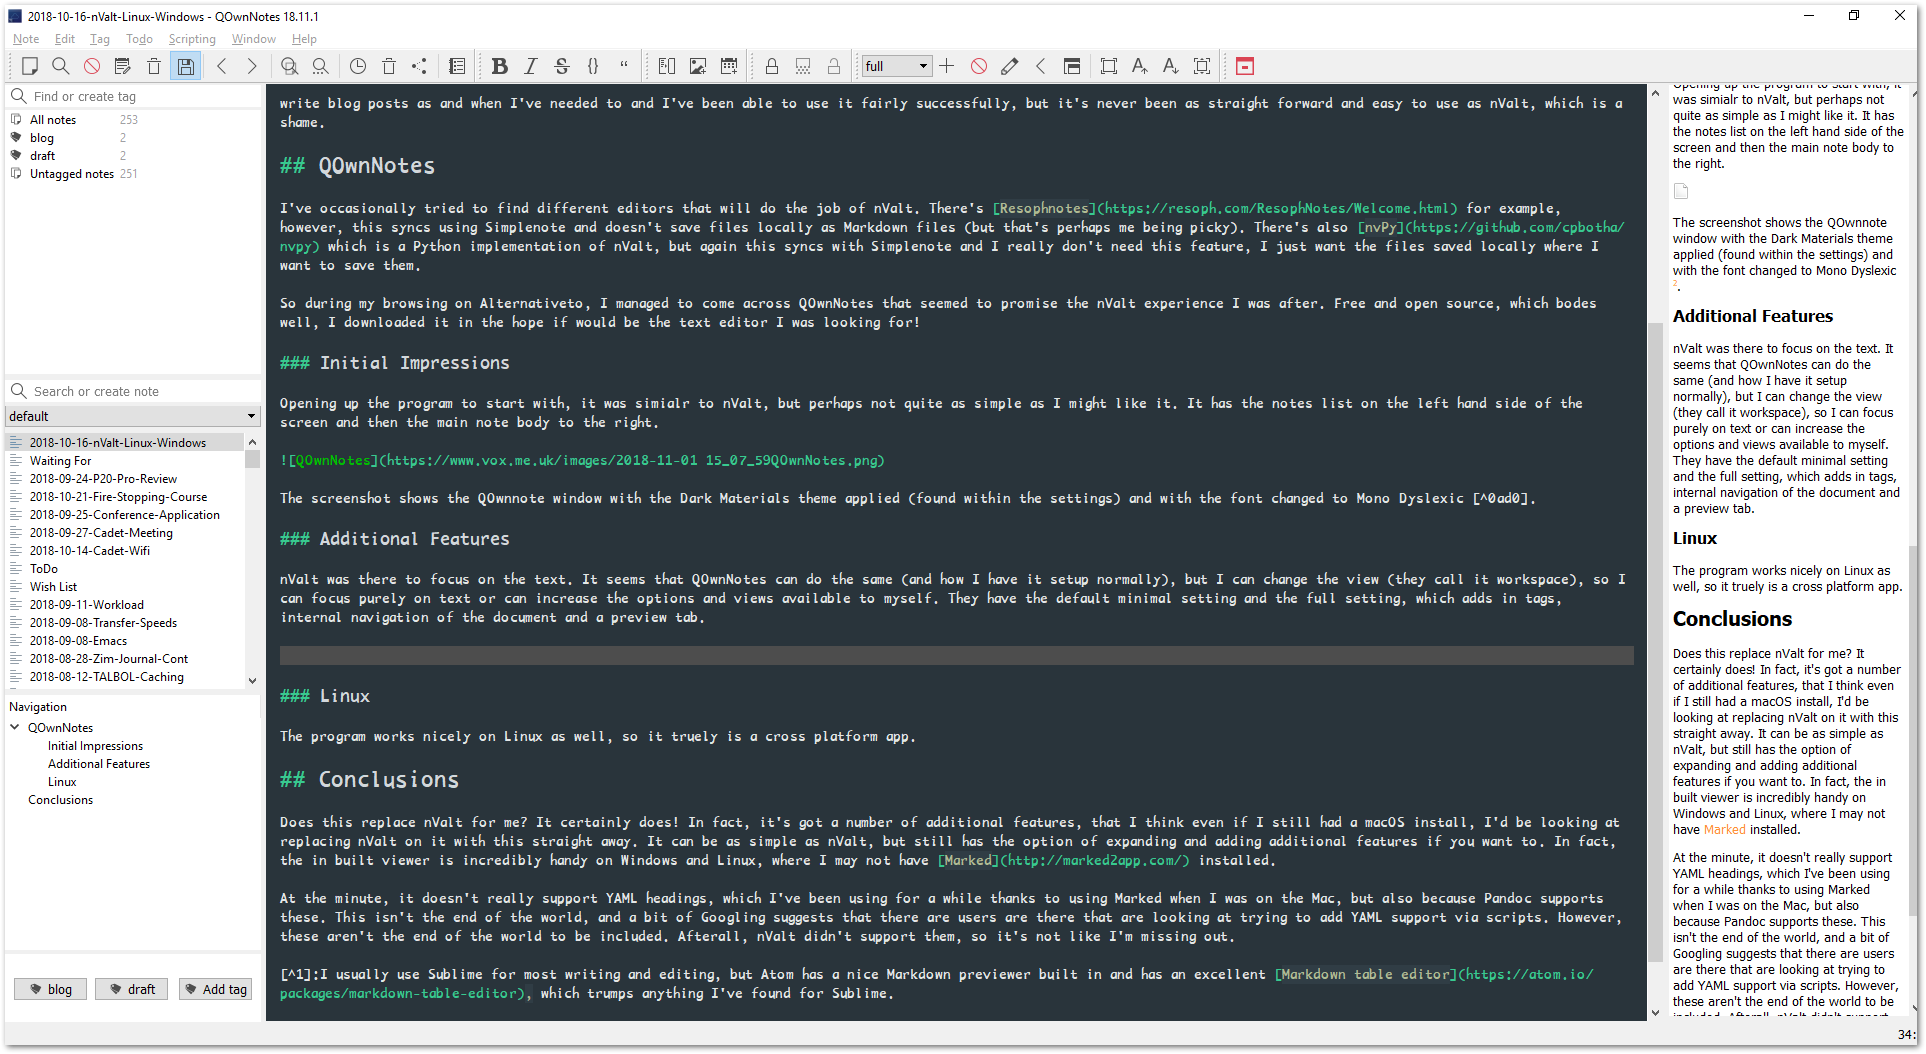 2018-10-16-nValt-Linux-Windows - QOwnNotes 18.11.1
Note Edit Tag Todo Scripting Window Help
full
Find or create tag
All notes 253
blog 2
draft 2
Untagged notes 251
Search or create note
default
2018-10-16-nValt-Linux-Windows
Waiting For
2018-09-24-P20-Pro-Review
2018-10-21-Fire-Stopping-Course
2018-09-25-Conference-Application
2018-09-27-Cadet-Meeting
2018-10-14-Cadet-Wifi
ToDo
Wish List
2018-09-11-Workload
2018-09-08-Transfer-Speeds
2018-09-08-Emacs
2018-08-28-Zim-Journal-Cont
2018-08-12-TALBOL-Caching
Navigation
QOwnNotes
Initial Impressions
Additional Features
Linux
Conclusions
blog
draft
Add tag
write blog posts as and when I've needed to and I've been able to use it fairly successfully, but it's never been as straight forward and easy to use as nValt, which is a
shame.
## QOwnNotes
I've occasionally tried to find different editors that will do the job of nValt. There's [Resophnotes](https://resoph.com/ResophNotes/Welcome.html) for example,
however, this syncs using Simplenote and doesn't save files locally as Markdown files (but that's perhaps me being picky). There's also [nvPy](https://github.com/cpbotha/
nvpy) which is a Python implementation of nValt, but again this syncs with Simplenote and I really don't need this feature, I just want the files saved locally where I
want to save them.
So during my browsing on Alternativeto, I managed to come across QOwnNotes that seemed to promise the nValt experience I was after. Free and open source, which bodes
well, I downloaded it in the hope if would be the text editor I was looking for!
### Initial Impressions
Opening up the program to start with, it was simialr to nValt, but perhaps not quite as simple as I might like it. It has the notes list on the left hand side of the
screen and then the main note body to the right.
![QOwnNotes](https://www.vox.me.uk/images/2018-11-01 15_07_59QOwnNotes.png)
The screenshot shows the QOwnnote window with the Dark Materials theme applied (found within the settings) and with the font changed to Mono Dyslexic [^0ad0].
### Additional Features
nValt was there to focus on the text. It seems that QOwnNotes can do the same (and how I have it setup normally), but I can change the view (they call it workspace), so I
can focus purely on text or can increase the options and views available to myself. They have the default minimal setting and the full setting, which adds in tags,
internal navigation of the document and a preview tab.
### Linux
The program works nicely on Linux as well, so it truely is a cross platform app.
## Conclusions
Does this replace nValt for me? It certainly does! In fact, it's got a number of additional features, that I think even if I still had a macOS install, I'd be looking at
replacing nValt on it with this straight away. It can be as simple as nValt, but still has the option of expanding and adding additional features if you want to. In fact,
the in built viewer is incredibly handy on Windows and Linux, where I may not have [Marked](http://marked2app.com/) installed.
At the minute, it doesn't really support YAML headings, which I've been using for a while thanks to using Marked when I was on the Mac, but also because Pandoc supports
these. This isn't the end of the world, and a bit of Googling suggests that there are users are there that are looking at trying to add YAML support via scripts. However,
these aren't the end of the world to be included. Afterall, nValt didn't support them, so it's not like I'm missing out.
[^1]:I usually use Sublime for most writing and editing, but Atom has a nice Markdown previewer built in and has an excellent [Markdown table editor](https://atom.io/
packages/markdown-table-editor), which trumps anything I've found for Sublime.
Opening up the program to start with, it
was simialr to nValt, but perhaps not
quite as simple as I might like it. It has
the notes list on the left hand side of the
screen and then the main note body to
the right.
The screenshot shows the QOwnnote
window with the Dark Materials theme
applied (found within the settings) and
with the font changed to Mono Dyslexic
2.
Additional Features
nValt was there to focus on the text. It
seems that QOwnNotes can do the
same (and how I have it setup
normally), but I can change the view
(they call it workspace), so I can focus
purely on text or can increase the
options and views available to myself.
They have the default minimal setting
and the full setting, which adds in tags,
internal navigation of the document and
a preview tab.
Linux
The program works nicely on Linux as
well, so it truely is a cross platform app.
Conclusions
Does this replace nValt for me? It
certainly does! In fact, it's got a number
of additional features, that I think even
if I still had a macOS install, I'd be
looking at replacing nValt on it with this
straight away. It can be as simple as
nValt, but still has the option of
expanding and adding additional
features if you want to. In fact, the in
built viewer is incredibly handy on
Windows and Linux, where I may not
have Marked installed.
At the minute, it doesn't really support
YAML headings, which I've been using
for a while thanks to using Marked
when I was on the Mac, but also
because Pandoc supports these. This
isn't the end of the world, and a bit of
Googling suggests that there are users
are there that are looking at trying to
add YAML support via scripts. However,
these aren't the end of the world to be
included. Afterall, nValt didn't support
34: